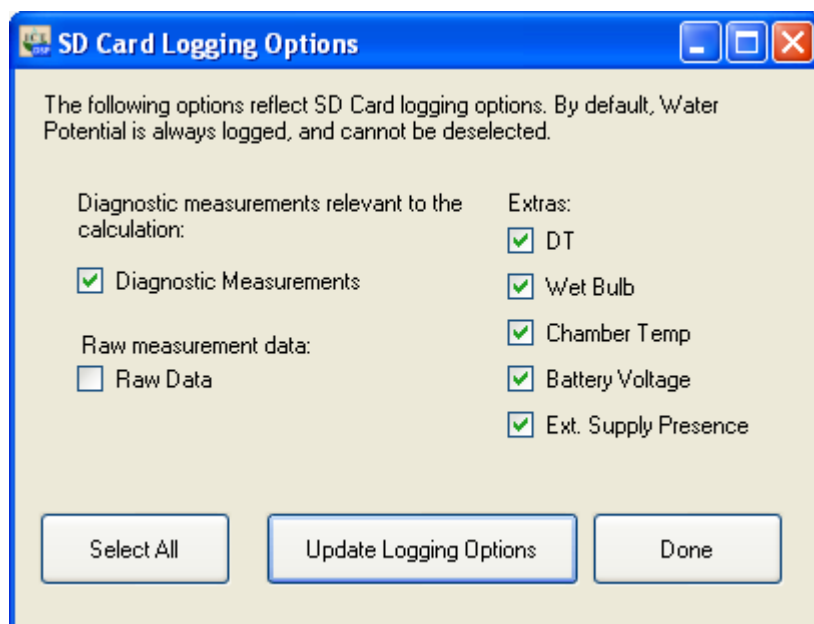 SD Card Logging Options
The following options reflect SD Card logging options. By default, Water
Potential is always logged, and cannot be deselected.
Diagnostic measurements relevant to the
calculation:
Diagnostic Measurements
Raw measurement data:
Raw Data
Extras:
DT
Wet Bulb
Chamber Temp
Battery Voltage
Ext. Supply Presence
Select All
Update Logging Options
Done